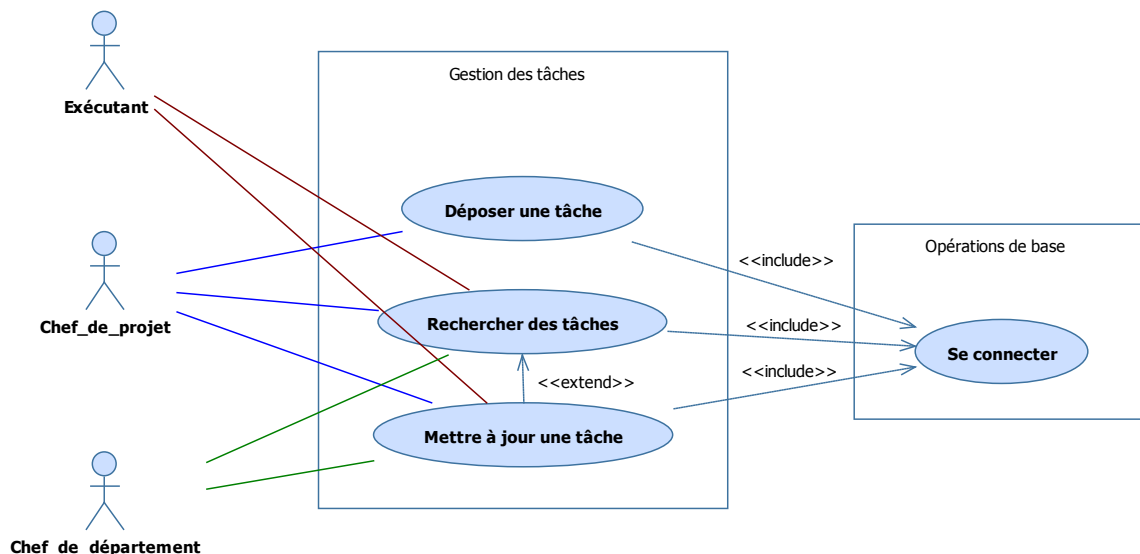 Exécutant
Gestion des tâches
Déposer une tâche
<<include>>
Opérations de base
Chef_de_projet
Rechercher des tâches
<<include>>
Se connecter
<<extend>>
<<include>>
Mettre à jour une tâche
Chef_de_département